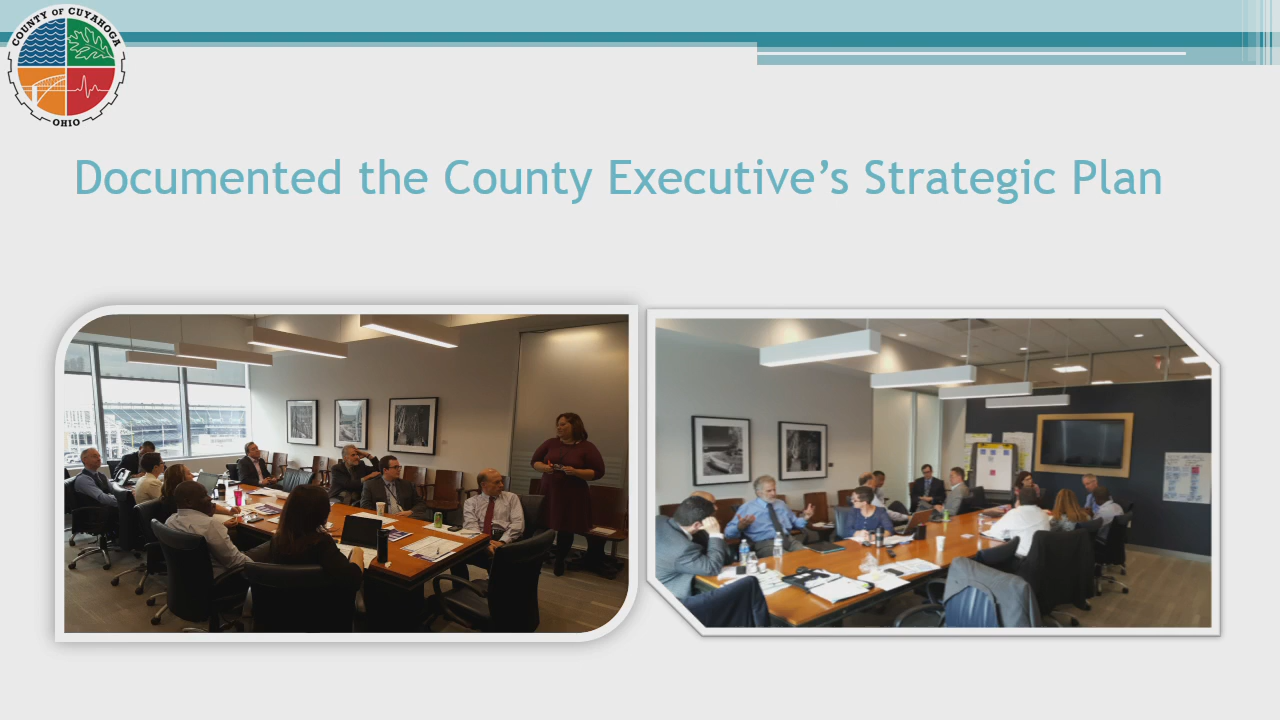 COUNTY OF CUYAHOGA
OHIO
Documented the County Executive’s Strategic Plan